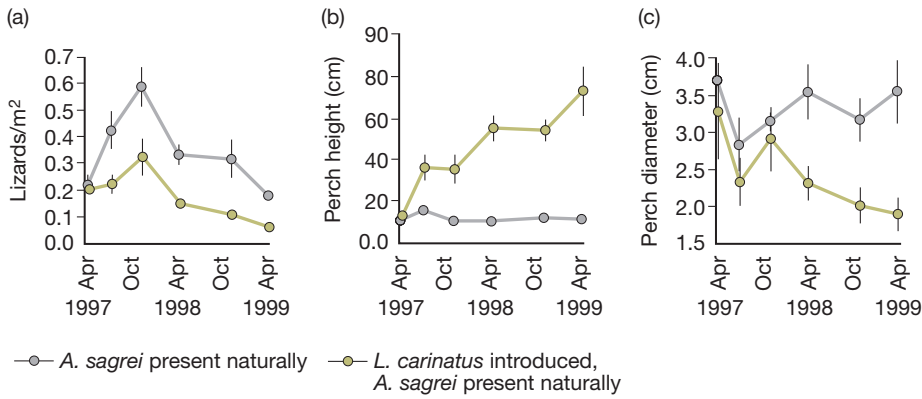 (a)
Lizards/m²
0.7
0.6
0.5
0.4
0.3
0.2
0.1
0.0
Apr Oct Apr Oct Apr
1997 1998 1999
(b)
Perch height (cm)
90
80
60
40
20
0.0
Apr Oct Apr Oct Apr
1997 1998 1999
(c)
Perch diameter (cm)
4.0
3.5
3.0
2.5
2.0
1.5
Apr Oct Apr Oct Apr
1997 1998 1999
A. sagrei present naturally
L. carinatus introduced,
A. sagrei present naturally